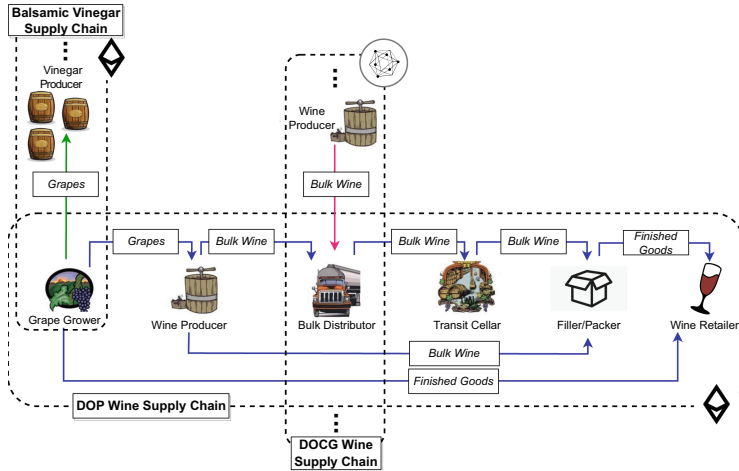 Balsamic Vinegar
Supply Chain
Vinegar
Producer
Wine
Producer
Grapes
Bulk Wine
Grapes
Bulk Wine
Bulk Wine
Bulk Wine
Finished
Goods
Grape Grower
Wine Producer
Bulk Distributor
Transit Cellar
Filler/Packer
Wine Retailer
Bulk Wine
Finished Goods
DOP Wine Supply Chain
DOCG Wine
Supply Chain